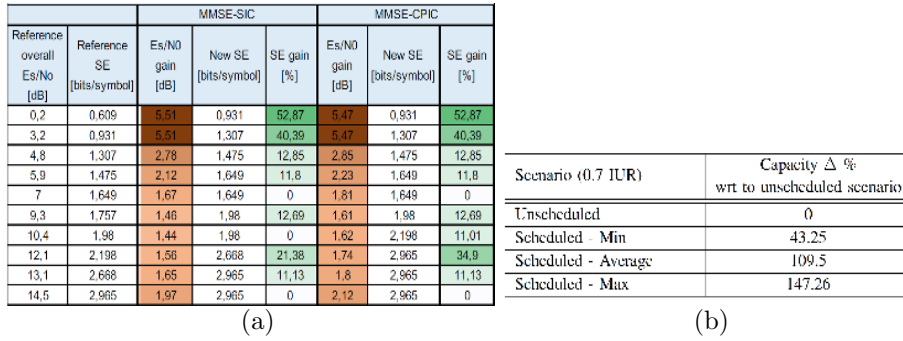 MMSE-SIC MMSE-CPIC
Reference overall Es/No [dB] Reference SE [bits/symbol] Es/N0 gain [dB] New SE [bits/symbol] SE gain [%] Es/N0 gain [dB] New SE [bits/symbol] SE gain [%]
0,2 0,609 5,51 0,931 52,87 5,47 0,931 52,87
3,2 0,931 5,51 1,307 40,39 5,47 1,307 40,39
4,8 1,307 2,78 1,475 12,85 2,85 1,475 12,85
5,9 1,475 2,12 1,649 11,8 2,23 1,649 11,8
7 1,649 1,67 1,649 0 1,81 1,649 0
9,3 1,757 1,46 1,98 12,69 1,61 1,98 12,69
10,4 1,98 1,44 1,98 0 1,62 2,198 11,01
12,1 2,198 1,56 2,668 21,38 1,74 2,965 34,9
13,1 2,668 1,65 2,965 11,13 1,8 2,965 11,13
14,5 2,965 1,97 2,965 0 2,12 2,965 0
(a)
Scenario (0.7 IUR) Capacity Δ %
wrt to unscheduled scenario
Unscheduled 0
Scheduled - Min 43.25
Scheduled - Average 109.5
Scheduled - Max 147.26
(b)